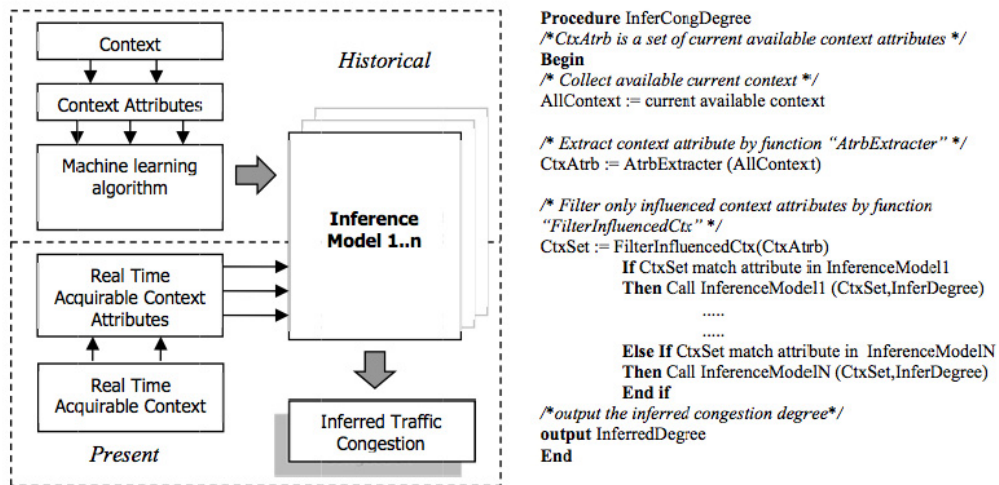 Context
Historical
Context Attributes
Machine learning
algorithm
Inference
Model 1..n
Real Time
Acquirable Context
Attributes
Real Time
Acquirable Context
Inferred Traffic
Congestion
Present
Procedure InferCongDegree
/*CtxAtrb is a set of current available context attributes */
Begin
/* Collect available current context */
AllContext := current available context
/* Extract context attribute by function “AtrbExtracter” */
CtxAtrb := AtrbExtracter (AllContext)
/* Filter only influenced context attributes by function
“FilterInfluencedCtx” */
CtxSet := FilterInfluencedCtx(CtxAtrb)
If CtxSet match attribute in InferenceModel1
Then Call InferenceModel1 (CtxSet,InferDegree)
.....
.....
Else If CtxSet match attribute in InferenceModelN
Then Call InferenceModelN (CtxSet,InferDegree)
End if
/*output the inferred congestion degree*/
output InferredDegree
End